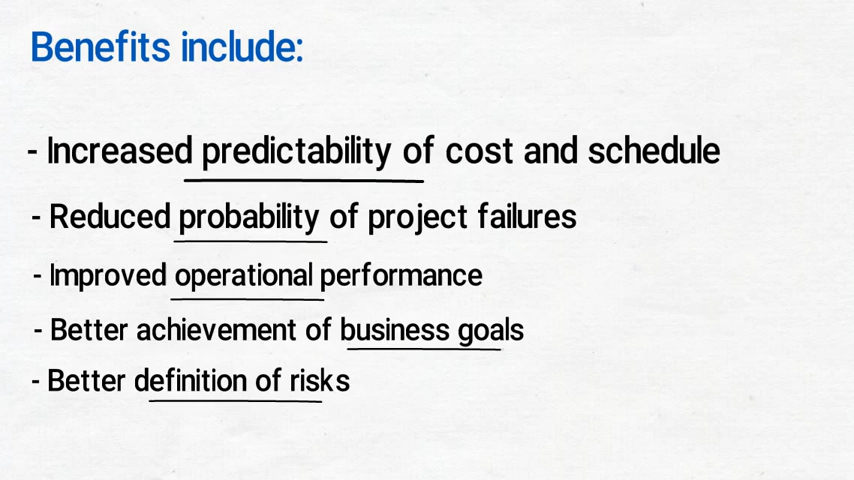 Benefits include:
- Increased predictability of cost and schedule
- Reduced probability of project failures
- Improved operational performance
- Better achievement of business goals
- Better definition of risks